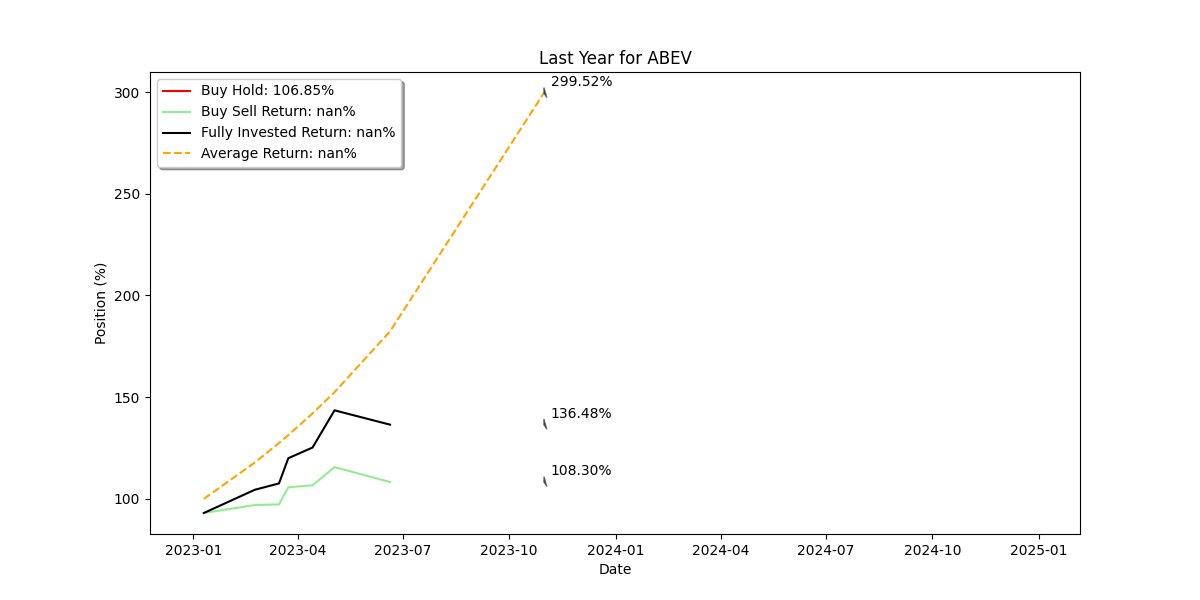 Last Year for ABEV
Buy Hold: 106.85%
Buy Sell Return: nan%
Fully Invested Return: nan%
Average Return: nan%
299.52%
136.48%
108.30%
300
250
200
150
100
Position (%)
2023-01 2023-04 2023-07 2023-10 2024-01 2024-04 2024-07 2024-10 2025-01
Date